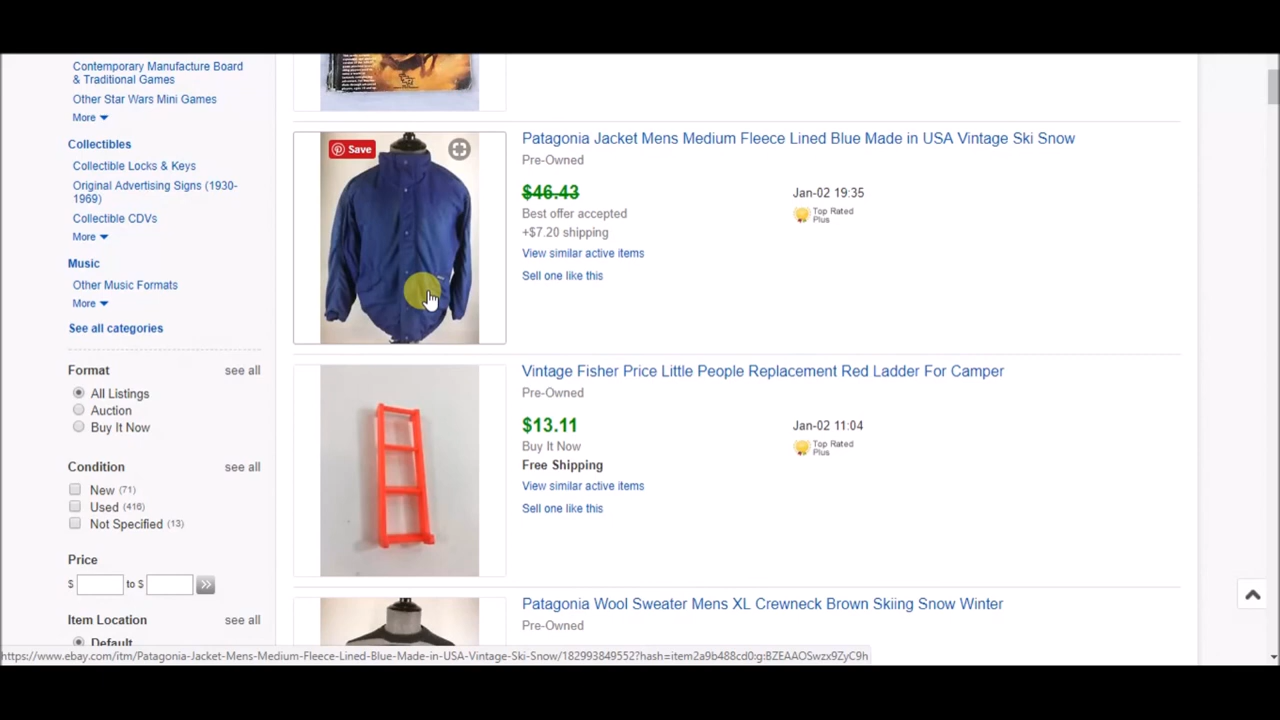 Contemporary Manufacture Board
& Traditional Games
Other Star Wars Mini Games
More
Collectibles
Collectible Locks & Keys
Original Advertising Signs (1930-
1969)
Collectible CDVs
More
Music
Other Music Formats
More
See all categories
Format see all
All Listings
Auction
Buy It Now
Condition see all
New (71)
Used (416)
Not Specified (13)
Price
$ to $
Item Location see all
Default
Save
Patagonia Jacket Mens Medium Fleece Lined Blue Made in USA Vintage Ski Snow
Pre-Owned
$46.43 Jan-02 19:35
Best offer accepted Top Rated
Plus
+$7.20 shipping
View similar active items
Sell one like this
Vintage Fisher Price Little People Replacement Red Ladder For Camper
Pre-Owned
$13.11 Jan-02 11:04
Buy It Now Top Rated
Plus
Free Shipping
View similar active items
Sell one like this
Patagonia Wool Sweater Mens XL Crewneck Brown Skiing Snow Winter
Pre-Owned
https://www.ebay.com/itm/Patagonia-Jacket-Mens-Medium-Fleece-Lined-Blue-Made-in-USA-Vintage-Ski-Snow/182993849552?hash=item2a9b488cd0:g:BZEAAOSwzx9ZyC9h